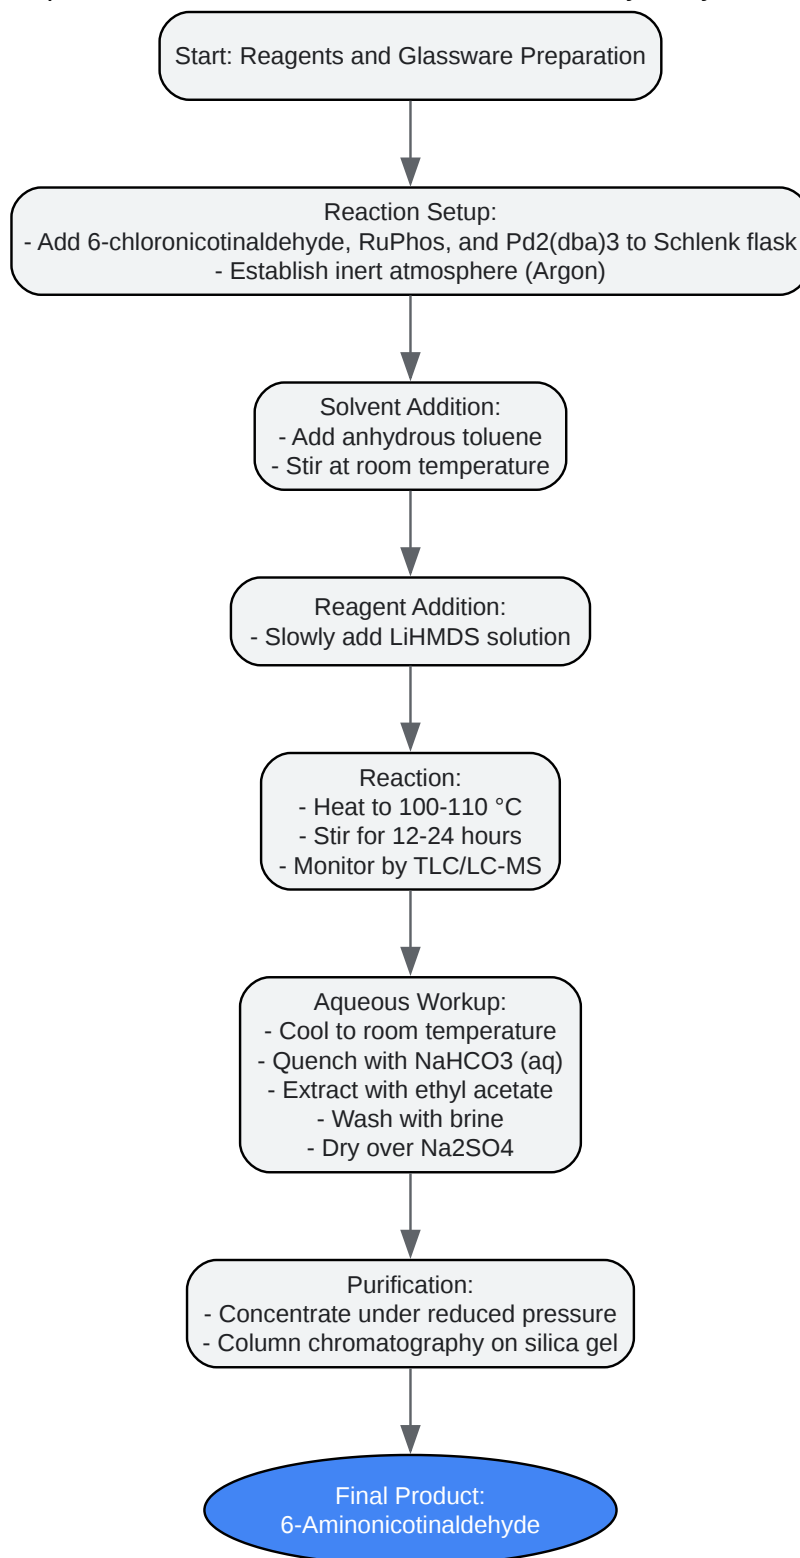 Start: Reagents and Glassware Preparation
Reaction Setup:
- Add 6-chloronicotinaldehyde, RuPhos, and Pd2(dba)3 to Schlenk flask
- Establish inert atmosphere (Argon)
Solvent Addition:
- Add anhydrous toluene
- Stir at room temperature
Reagent Addition:
- Slowly add LiHMDS solution
Reaction:
- Heat to 100-110 °C
- Stir for 12-24 hours
- Monitor by TLC/LC-MS
Aqueous Workup:
- Cool to room temperature
- Quench with NaHCO3 (aq)
- Extract with ethyl acetate
- Wash with brine
- Dry over Na2SO4
Purification:
- Concentrate under reduced pressure
- Column chromatography on silica gel
Final Product:
6-Aminonicotinaldehyde